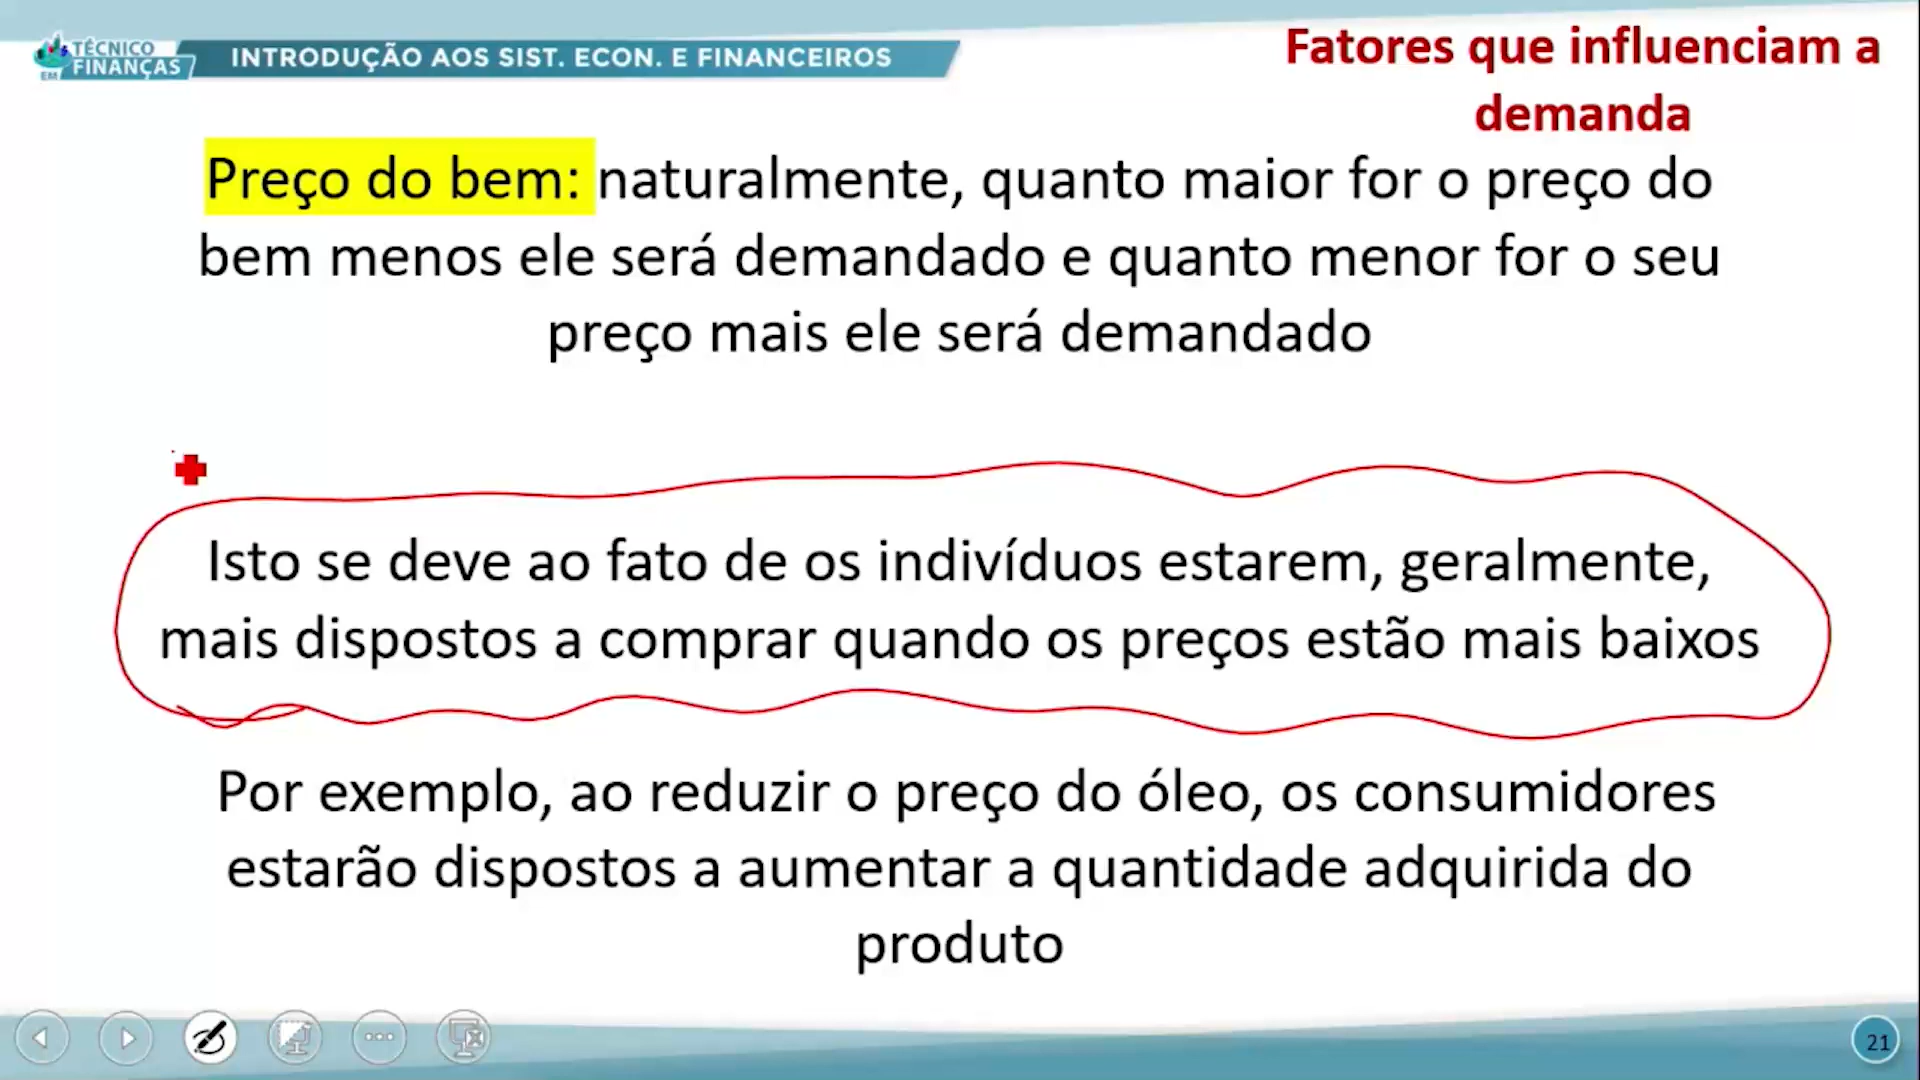 TÉCNICO
EM FINANÇAS
INTRODUÇÃO AOS SIST. ECON. E FINANCEIROS
Fatores que influenciam a
demanda
Preço do bem: naturalmente, quanto maior for o preço do
bem menos ele será demandado e quanto menor for o seu
preço mais ele será demandado
Isto se deve ao fato de os indivíduos estarem, geralmente,
mais dispostos a comprar quando os preços estão mais baixos
Por exemplo, ao reduzir o preço do óleo, os consumidores
estarão dispostos a aumentar a quantidade adquirida do
produto
21